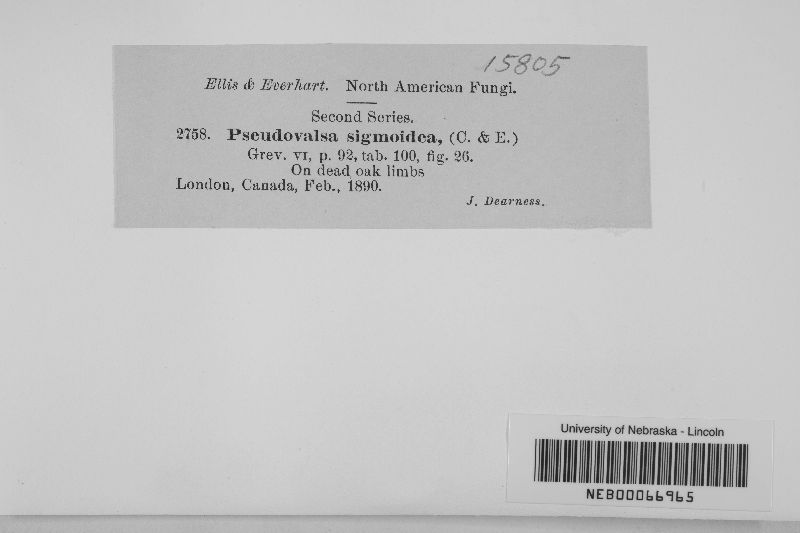 15805
Ellis & Everhart. North American Fungi.
Second Series.
2758. Pseudovalsa sigmoidea, (C. & E.)
Grev. VI, p. 92, tab. 100, fig. 26.
On dead oak limbs
London, Canada, Feb., 1890.
J. Dearness.
University of Nebraska - Lincoln
NEB00066965